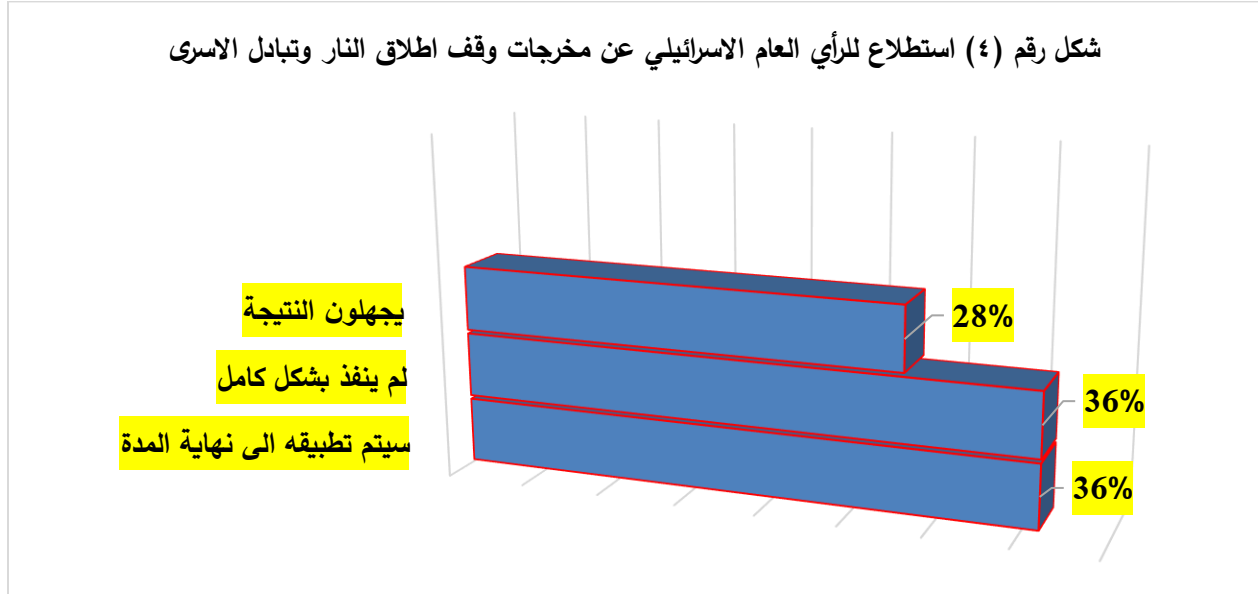 شكل رقم (٤) استطلاع للرأي العام الاسرائيلي عن مخرجات وقف اطلاق النار وتبادل الاسرى
يجهلون النتيجة
28%
لم ينفذ بشكل كامل
36%
سيتم تطبيقه الى نهاية المدة
36%